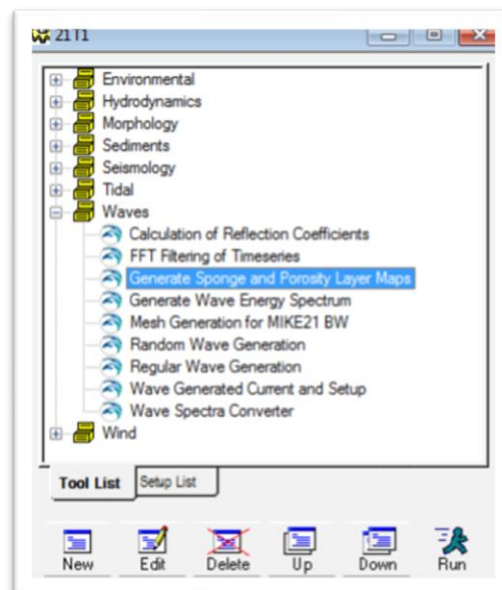 21T1
Environmental
Hydrodynamics
Morphology
Sediments
Seismology
Tidal
Waves
Calculation of Reflection Coefficients
FFT Filtering of Timeseries
Generate Sponge and Porosity Layer Maps
Generate Wave Energy Spectrum
Mesh Generation for MIKE21 BW
Random Wave Generation
Regular Wave Generation
Wave Generated Current and Setup
Wave Spectra Converter
Wind
Tool List Setup List
New Edit Delete Up Down Run